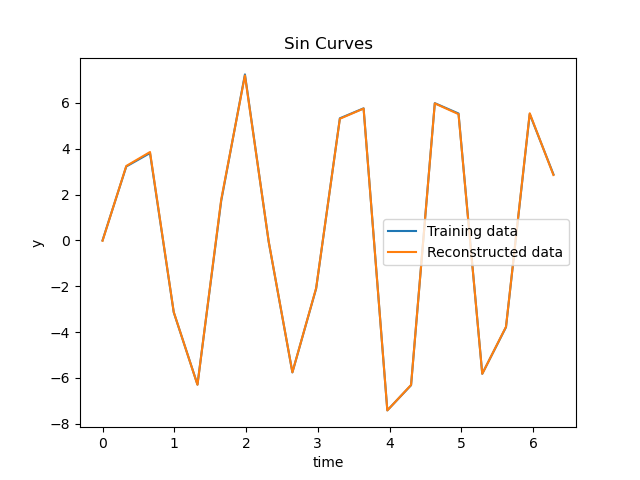 Sin Curves
6
4
2
0
−2
−4
−6
−8
y
Training data
Reconstructed data
0 1 2 3 4 5 6
time